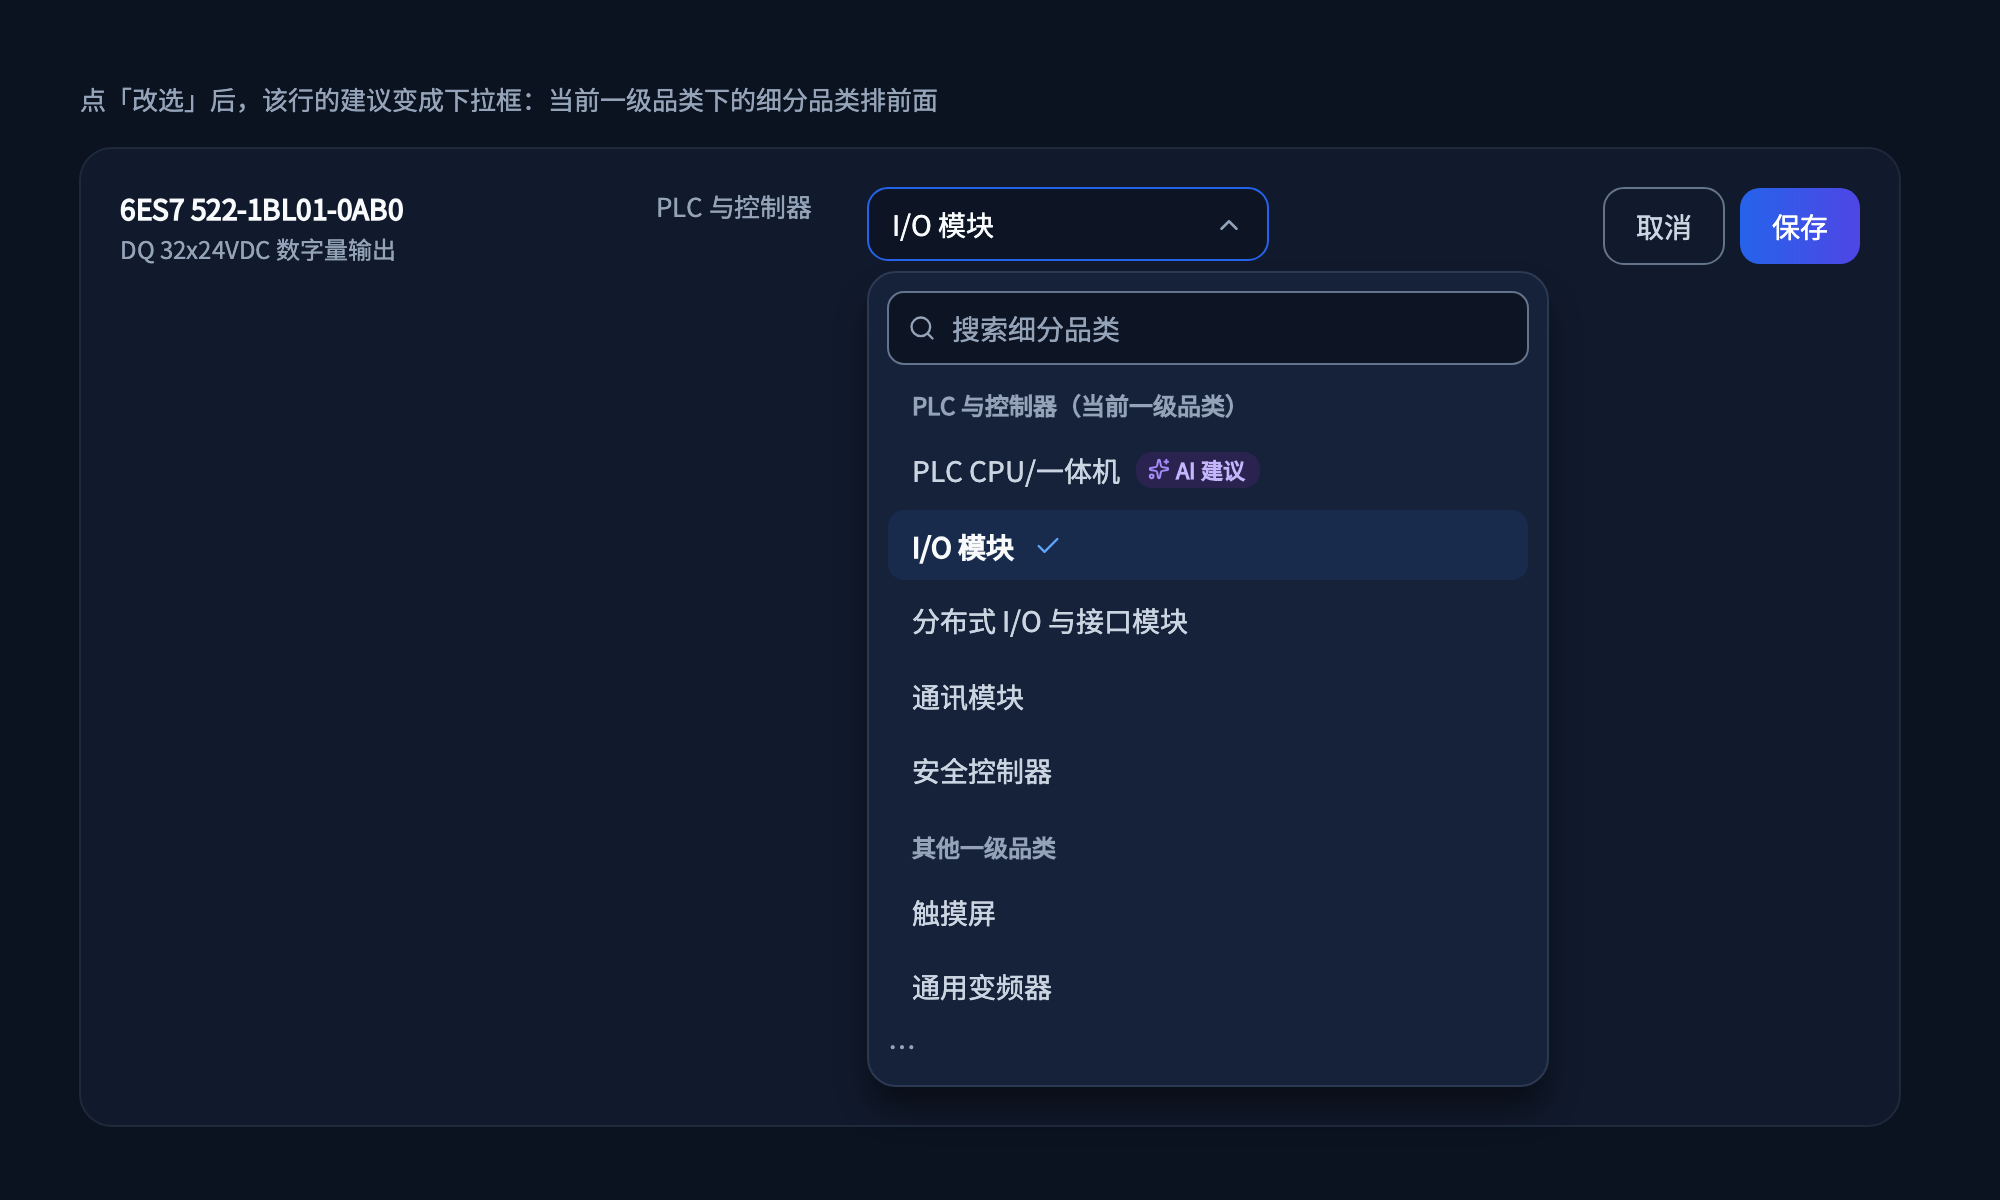 点「改选」后，该行的建议变成下拉框：当前一级品类下的细分品类排前面
6ES7 522-1BL01-0AB0
DQ 32x24VDC 数字量输出
PLC 与控制器
I/O 模块
取消
保存
搜索细分品类
PLC 与控制器（当前一级品类）
PLC CPU/一体机 AI 建议
I/O 模块
分布式 I/O 与接口模块
通讯模块
安全控制器
其他一级品类
触摸屏
通用变频器
…